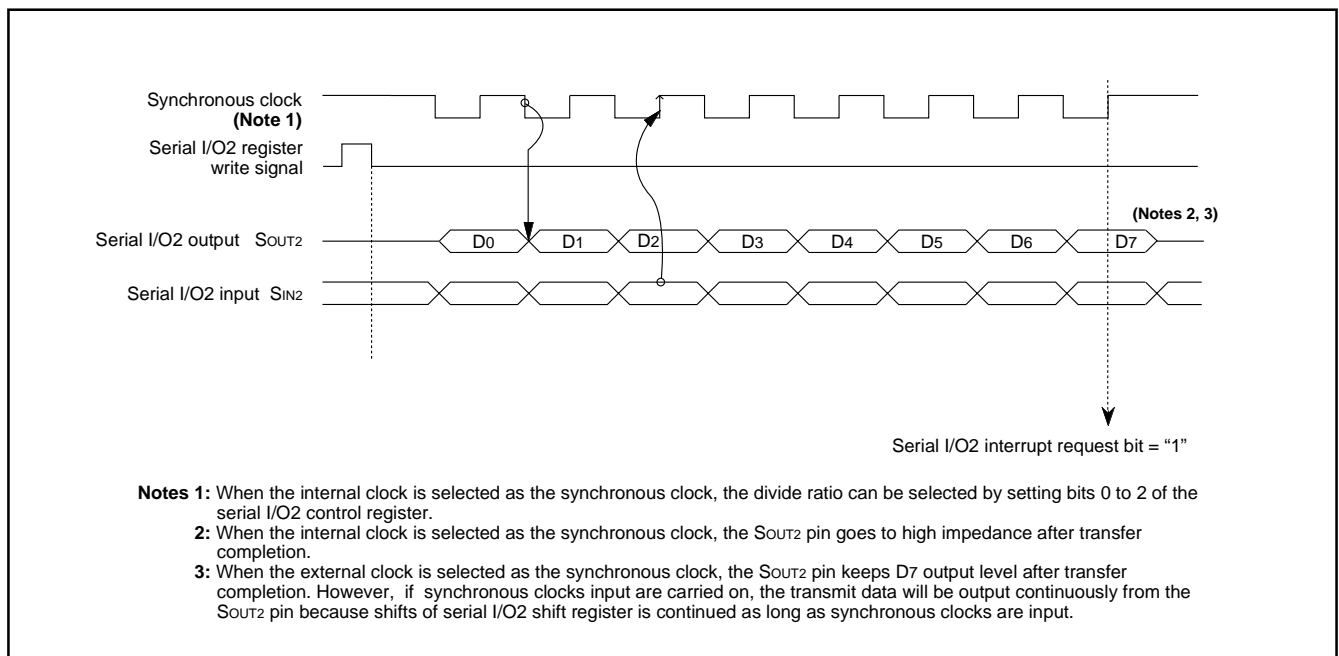 Synchronous clock
(Note 1)
Serial I/O2 register
write signal
(Notes 2, 3)
Serial I/O2 output SOUT2
D0 D1 D2 D3 D4 D5 D6 D7
Serial I/O2 input SIN2
Serial I/O2 interrupt request bit = “1”
Notes 1: When the internal clock is selected as the synchronous clock, the divide ratio can be selected by setting bits 0 to 2 of the
serial I/O2 control register.
2: When the internal clock is selected as the synchronous clock, the SOUT2 pin goes to high impedance after transfer
completion.
3: When the external clock is selected as the synchronous clock, the SOUT2 pin keeps D7 output level after transfer
completion. However, if synchronous clocks input are carried on, the transmit data will be output continuously from the
SOUT2 pin because shifts of serial I/O2 shift register is continued as long as synchronous clocks are input.